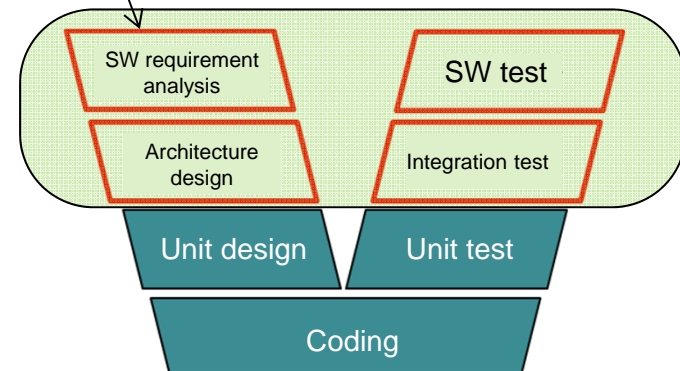 SW requirement
analysis
SW test
Architecture
design
Integration test
Unit design
Unit test
Coding